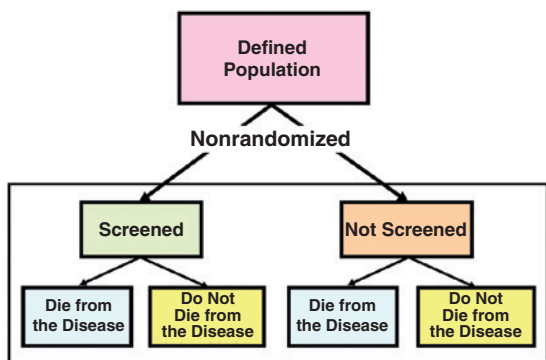 Defined
Population
Nonrandomized
Screened
Not Screened
Die from
the Disease
Do Not
Die from
the Disease
Die from
the Disease
Do Not
Die from
the Disease